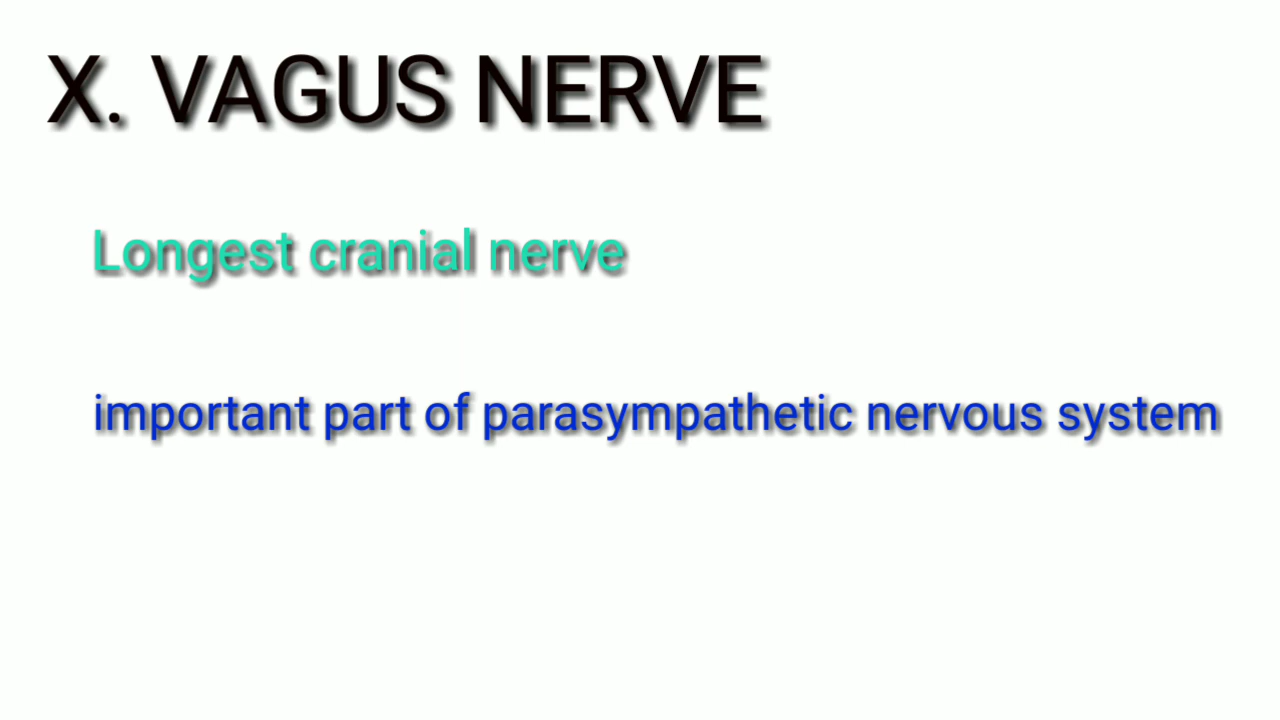 X. VAGUS NERVE
Longest cranial nerve
important part of parasympathetic nervous system